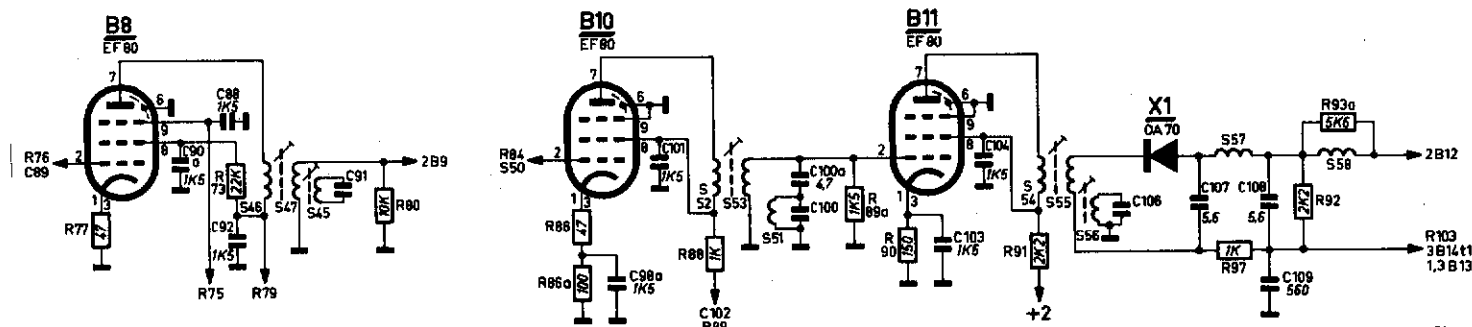 B8
EF80
B10
EF80
B11
EF80
X1
OA70
7
6
9
8
2
1
3
C88
1K5
C90
a
1K5
R76
C89
R
73
22K
R77
47
C92
1K5
S46
S47
S45
C91
R80
10K
2B9
R75
R79
7
6
9
8
2
1
3
R84
S50
C101
1K5
R86
47
R86a
100
C98a
1K5
S
52
S53
R88
1K
C102
C100a
4,7
C100
S51
R
89a
1K5
7
6
9
8
2
1
3
C104
1K5
R
90
150
C103
1K5
S
54
S55
R91
2K2
+2
S56
C106
C107
5,6
S57
C108
5,6
R93a
5K6
S58
2B12
R92
2K2
R97
1K
C109
560
R103
3B14t1
1,3B13